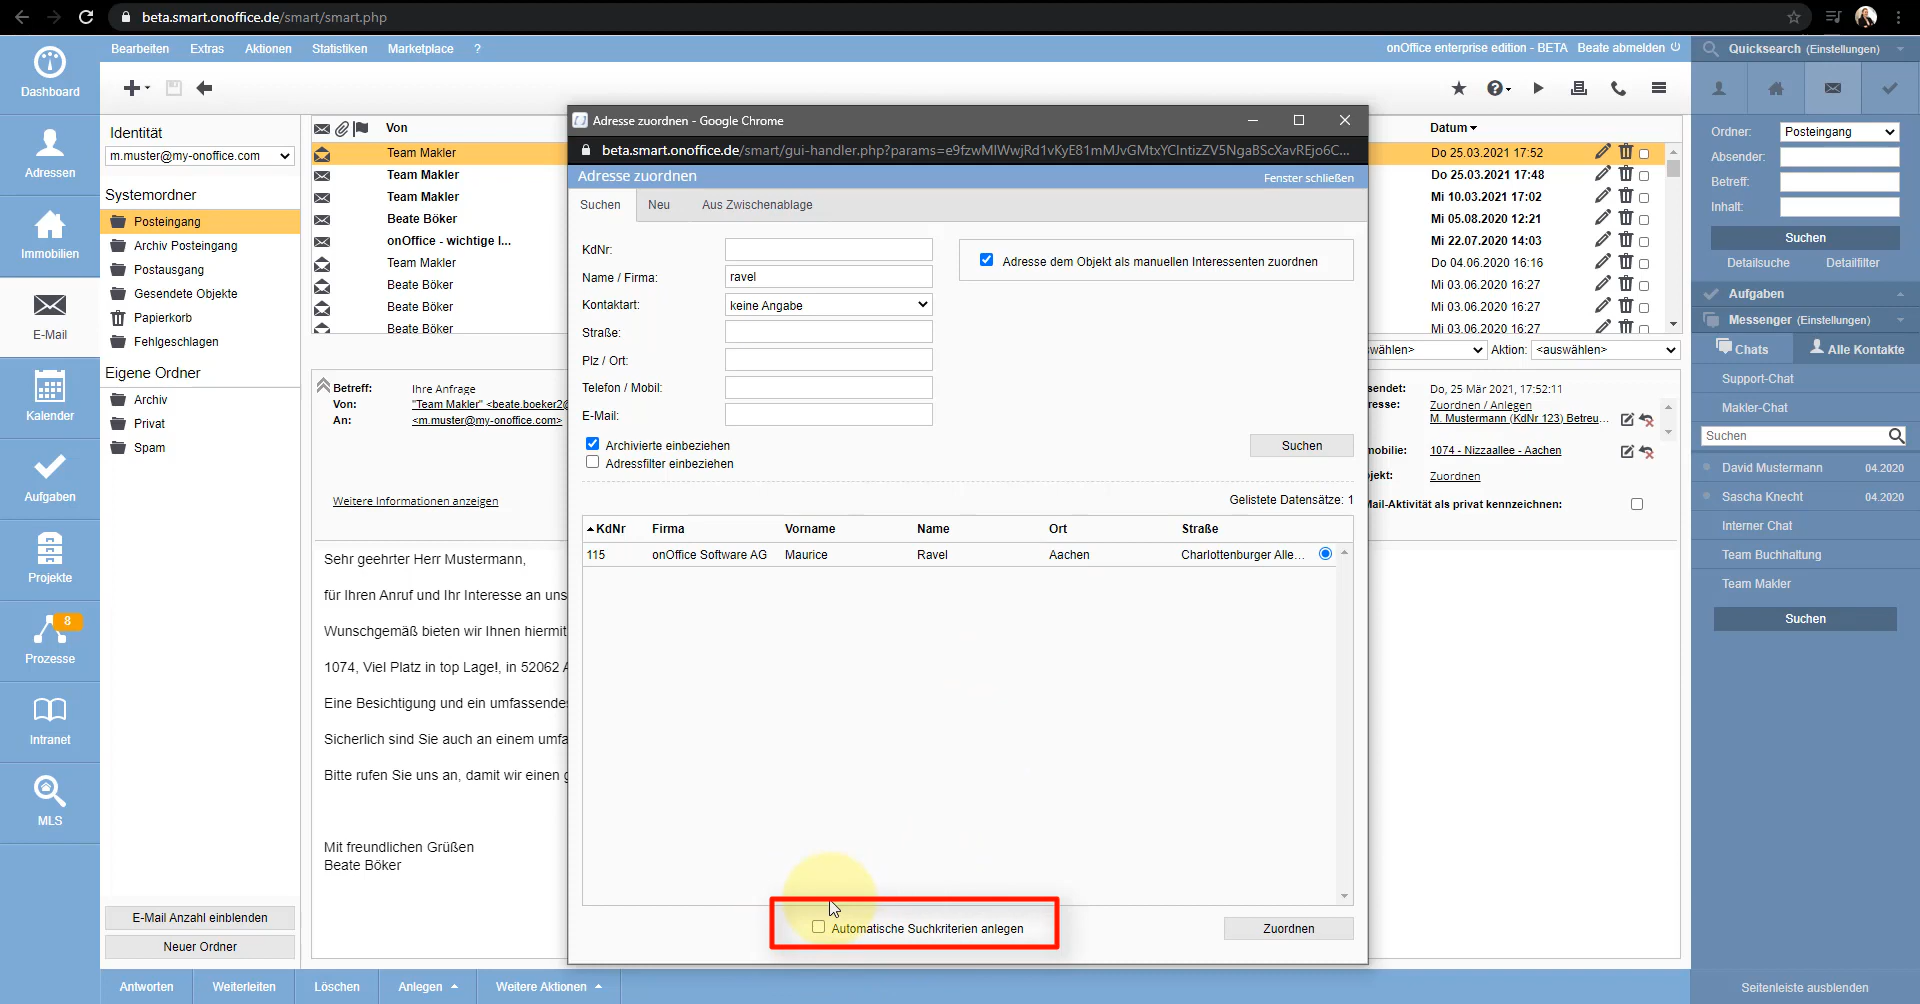 beta.smart.onoffice.de/smart/smart.php
Bearbeiten Extras Aktionen Statistiken Marketplace ?
onOffice enterprise edition - BETA Beate abmelden
Dashboard
Adressen
Immobilien
E-Mail
Kalender
Aufgaben
Projekte
8
Prozesse
Intranet
MLS
Identität
m.muster@my-onoffice.com
Systemordner
Posteingang
Archiv Posteingang
Postausgang
Gesendete Objekte
Papierkorb
Fehlgeschlagen
Eigene Ordner
Archiv
Privat
Spam
E-Mail Anzahl einblenden
Neuer Ordner
Von
Datum
Team Makler
Do 25.03.2021 17:52
Team Makler
Do 25.03.2021 17:48
Team Makler
Mi 10.03.2021 17:02
Beate Böker
Mi 05.08.2020 12:21
onOffice - wichtige I...
Mi 22.07.2020 14:03
Team Makler
Do 04.06.2020 16:16
Beate Böker
Mi 03.06.2020 16:27
Beate Böker
Mi 03.06.2020 16:27
Beate Böker
Mi 03.06.2020 16:27
swählen> Aktion: <auswählen>
Betreff: Ihre Anfrage
Von: "Team Makler" <beate.boeker2@
An: <m.muster@my-onoffice.com>
Weitere Informationen anzeigen
sendet: Do, 25 Mär 2021, 17:52:11
resse: Zuordnen / Anlegen
M. Mustermann (KdNr 123) Betreu...
mobilie: 1074 - Nizzaallee - Aachen
jekt: Zuordnen
Mail-Aktivität als privat kennzeichnen:
Sehr geehrter Herr Mustermann,
für Ihren Anruf und Ihr Interesse an uns
Wunschgemäß bieten wir Ihnen hiermit
1074, Viel Platz in top Lage!, in 52062 A
Eine Besichtigung und ein umfassendes
Sicherlich sind Sie auch an einem umfa
Bitte rufen Sie uns an, damit wir einen g
Mit freundlichen Grüßen
Beate Böker
Adresse zuordnen - Google Chrome
beta.smart.onoffice.de/smart/gui-handler.php?params=e9fzwMlWwjRd1vKyE81mMJvGMtxYClntizZV5NgaBScXavREjo6C...
Adresse zuordnen
Fenster schließen
Suchen Neu Aus Zwischenablage
KdNr:
Name / Firma: ravel
Kontaktart: keine Angabe
Straße:
Plz / Ort:
Telefon / Mobil:
E-Mail:
Adresse dem Objekt als manuellen Interessenten zuordnen
Archivierte einbeziehen
Adressfilter einbeziehen
Suchen
Gelistete Datensätze: 1
KdNr Firma Vorname Name Ort Straße
115 onOffice Software AG Maurice Ravel Aachen Charlottenburger Alle...
Automatische Suchkriterien anlegen
Zuordnen
Antworten Weiterleiten Löschen Anlegen Weitere Aktionen
Quicksearch (Einstellungen)
Ordner: Posteingang
Absender:
Betreff:
Inhalt:
Suchen
Detailsuche Detailfilter
Aufgaben
Messenger (Einstellungen)
Chats Alle Kontakte
Support-Chat
Makler-Chat
Suchen
David Mustermann 04.2020
Sascha Knecht 04.2020
Interner Chat
Team Buchhaltung
Team Makler
Suchen
Seitenleiste ausblenden